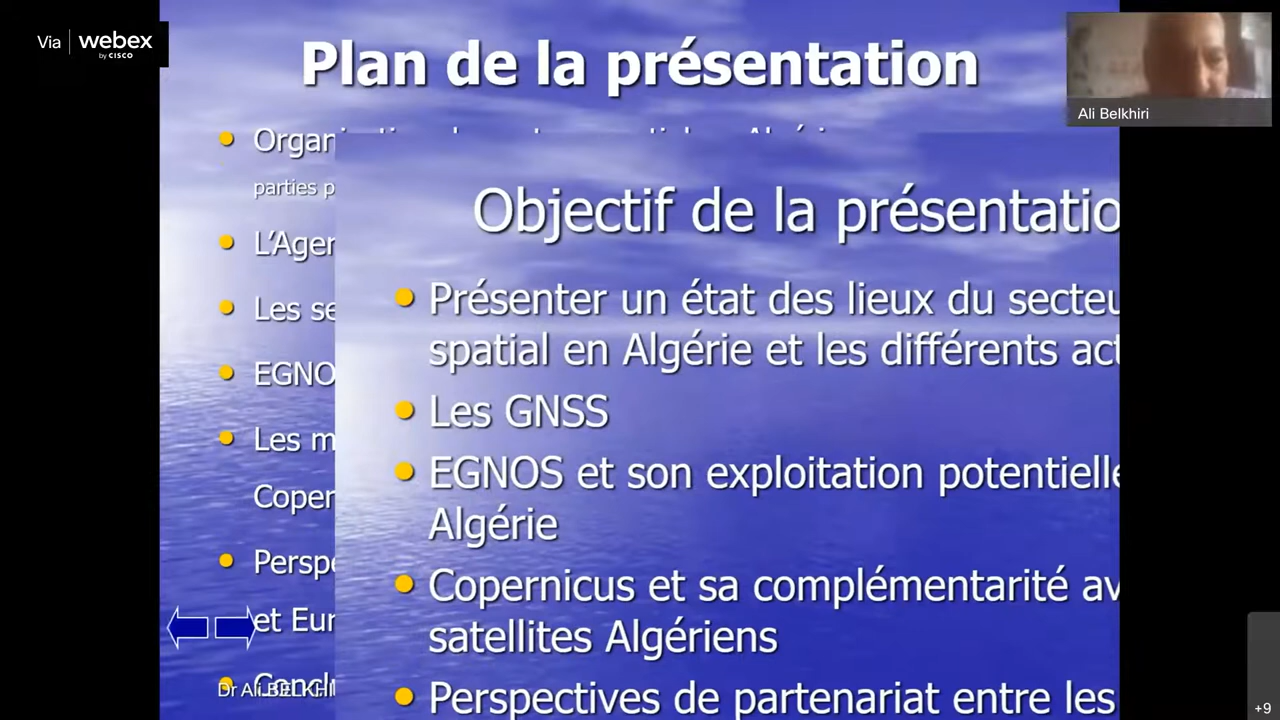 Via webex
by CISCO
Plan de la présentation
Ali Belkhiri
Organ
parties p
L'Agen
Les se
EGNO
Les m
Coper
Perspe
et Eur
Dr Ali BELKHI
Objectif de la présentatio
Présenter un état des lieux du secteu
spatial en Algérie et les différents act
Les GNSS
EGNOS et son exploitation potentielle
Algérie
Copernicus et sa complémentarité av
satellites Algériens
Perspectives de partenariat entre les
+9